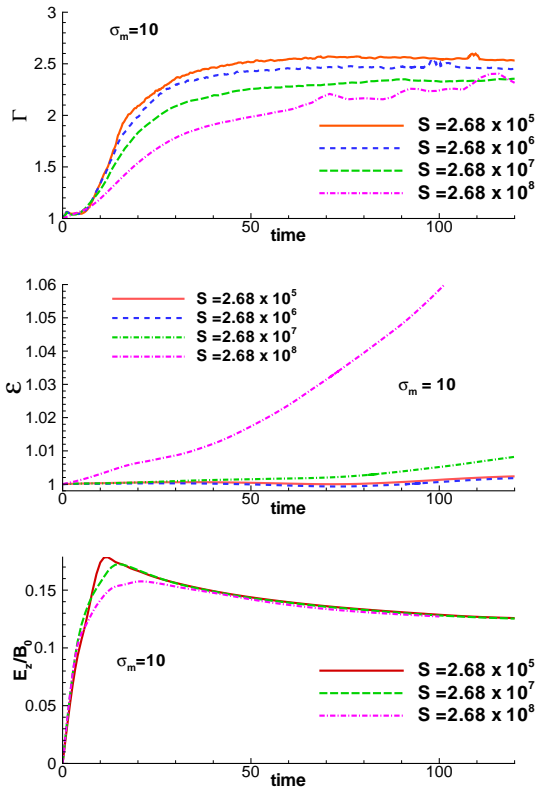 σm=10
2.5
2
1.5
1
Γ
S =2.68 x 10^5
S =2.68 x 10^6
S =2.68 x 10^7
S =2.68 x 10^8
0 50 100
time
1.06
1.05
1.04
1.03
1.02
1.01
1
ε
S =2.68 x 10^5
S =2.68 x 10^6
S =2.68 x 10^7
S =2.68 x 10^8
σm = 10
0 50 100
time
0.15
0.1
0.05
0
Ez/B0
σm=10
S =2.68 x 10^5
S =2.68 x 10^7
S =2.68 x 10^8
0 50 100
time